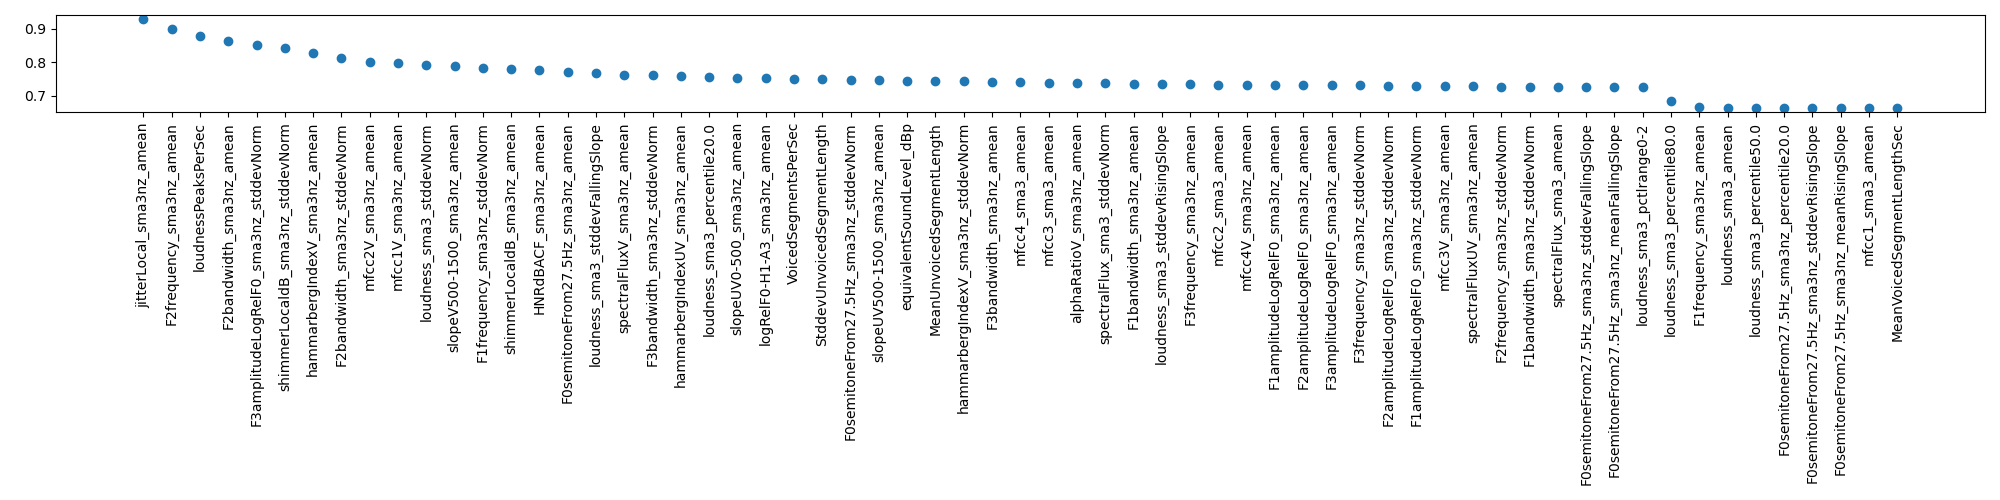 0.9
0.8
0.7
jitterLocal_sma3nz_amean
F2frequency_sma3nz_amean
loudnessPeaksPerSec
F2bandwidth_sma3nz_amean
F3amplitudeLogRelF0_sma3nz_stddevNorm
shimmerLocaldB_sma3nz_stddevNorm
hammarbergIndexV_sma3nz_amean
F2bandwidth_sma3nz_stddevNorm
mfcc2V_sma3nz_amean
mfcc1V_sma3nz_amean
loudness_sma3_stddevNorm
slopeV500-1500_sma3nz_amean
F1frequency_sma3nz_stddevNorm
shimmerLocaldB_sma3nz_amean
HNRdBACF_sma3nz_amean
F0semitoneFrom27.5Hz_sma3nz_amean
loudness_sma3_stddevFallingSlope
spectralFluxV_sma3nz_amean
F3bandwidth_sma3nz_stddevNorm
hammarbergIndexUV_sma3nz_amean
loudness_sma3_percentile20.0
slopeUV0-500_sma3nz_amean
logRelF0-H1-A3_sma3nz_amean
VoicedSegmentsPerSec
StddevUnvoicedSegmentLength
F0semitoneFrom27.5Hz_sma3nz_stddevNorm
slopeUV500-1500_sma3nz_amean
equivalentSoundLevel_dBp
MeanUnvoicedSegmentLength
hammarbergIndexV_sma3nz_stddevNorm
F3bandwidth_sma3nz_amean
mfcc4_sma3_amean
mfcc3_sma3_amean
alphaRatioV_sma3nz_amean
spectralFlux_sma3_stddevNorm
F1bandwidth_sma3nz_amean
loudness_sma3_stddevRisingSlope
F3frequency_sma3nz_amean
mfcc2_sma3_amean
mfcc4V_sma3nz_amean
F1amplitudeLogRelF0_sma3nz_amean
F2amplitudeLogRelF0_sma3nz_amean
F3amplitudeLogRelF0_sma3nz_amean
F3frequency_sma3nz_stddevNorm
F2amplitudeLogRelF0_sma3nz_stddevNorm
F1amplitudeLogRelF0_sma3nz_stddevNorm
mfcc3V_sma3nz_amean
spectralFluxUV_sma3nz_amean
F2frequency_sma3nz_stddevNorm
F1bandwidth_sma3nz_stddevNorm
spectralFlux_sma3_amean
F0semitoneFrom27.5Hz_sma3nz_stddevFallingSlope
F0semitoneFrom27.5Hz_sma3nz_meanFallingSlope
loudness_sma3_pctlrange0-2
loudness_sma3_percentile80.0
F1frequency_sma3nz_amean
loudness_sma3_amean
loudness_sma3_percentile50.0
F0semitoneFrom27.5Hz_sma3nz_percentile20.0
F0semitoneFrom27.5Hz_sma3nz_stddevRisingSlope
F0semitoneFrom27.5Hz_sma3nz_meanRisingSlope
mfcc1_sma3_amean
MeanVoicedSegmentLengthSec